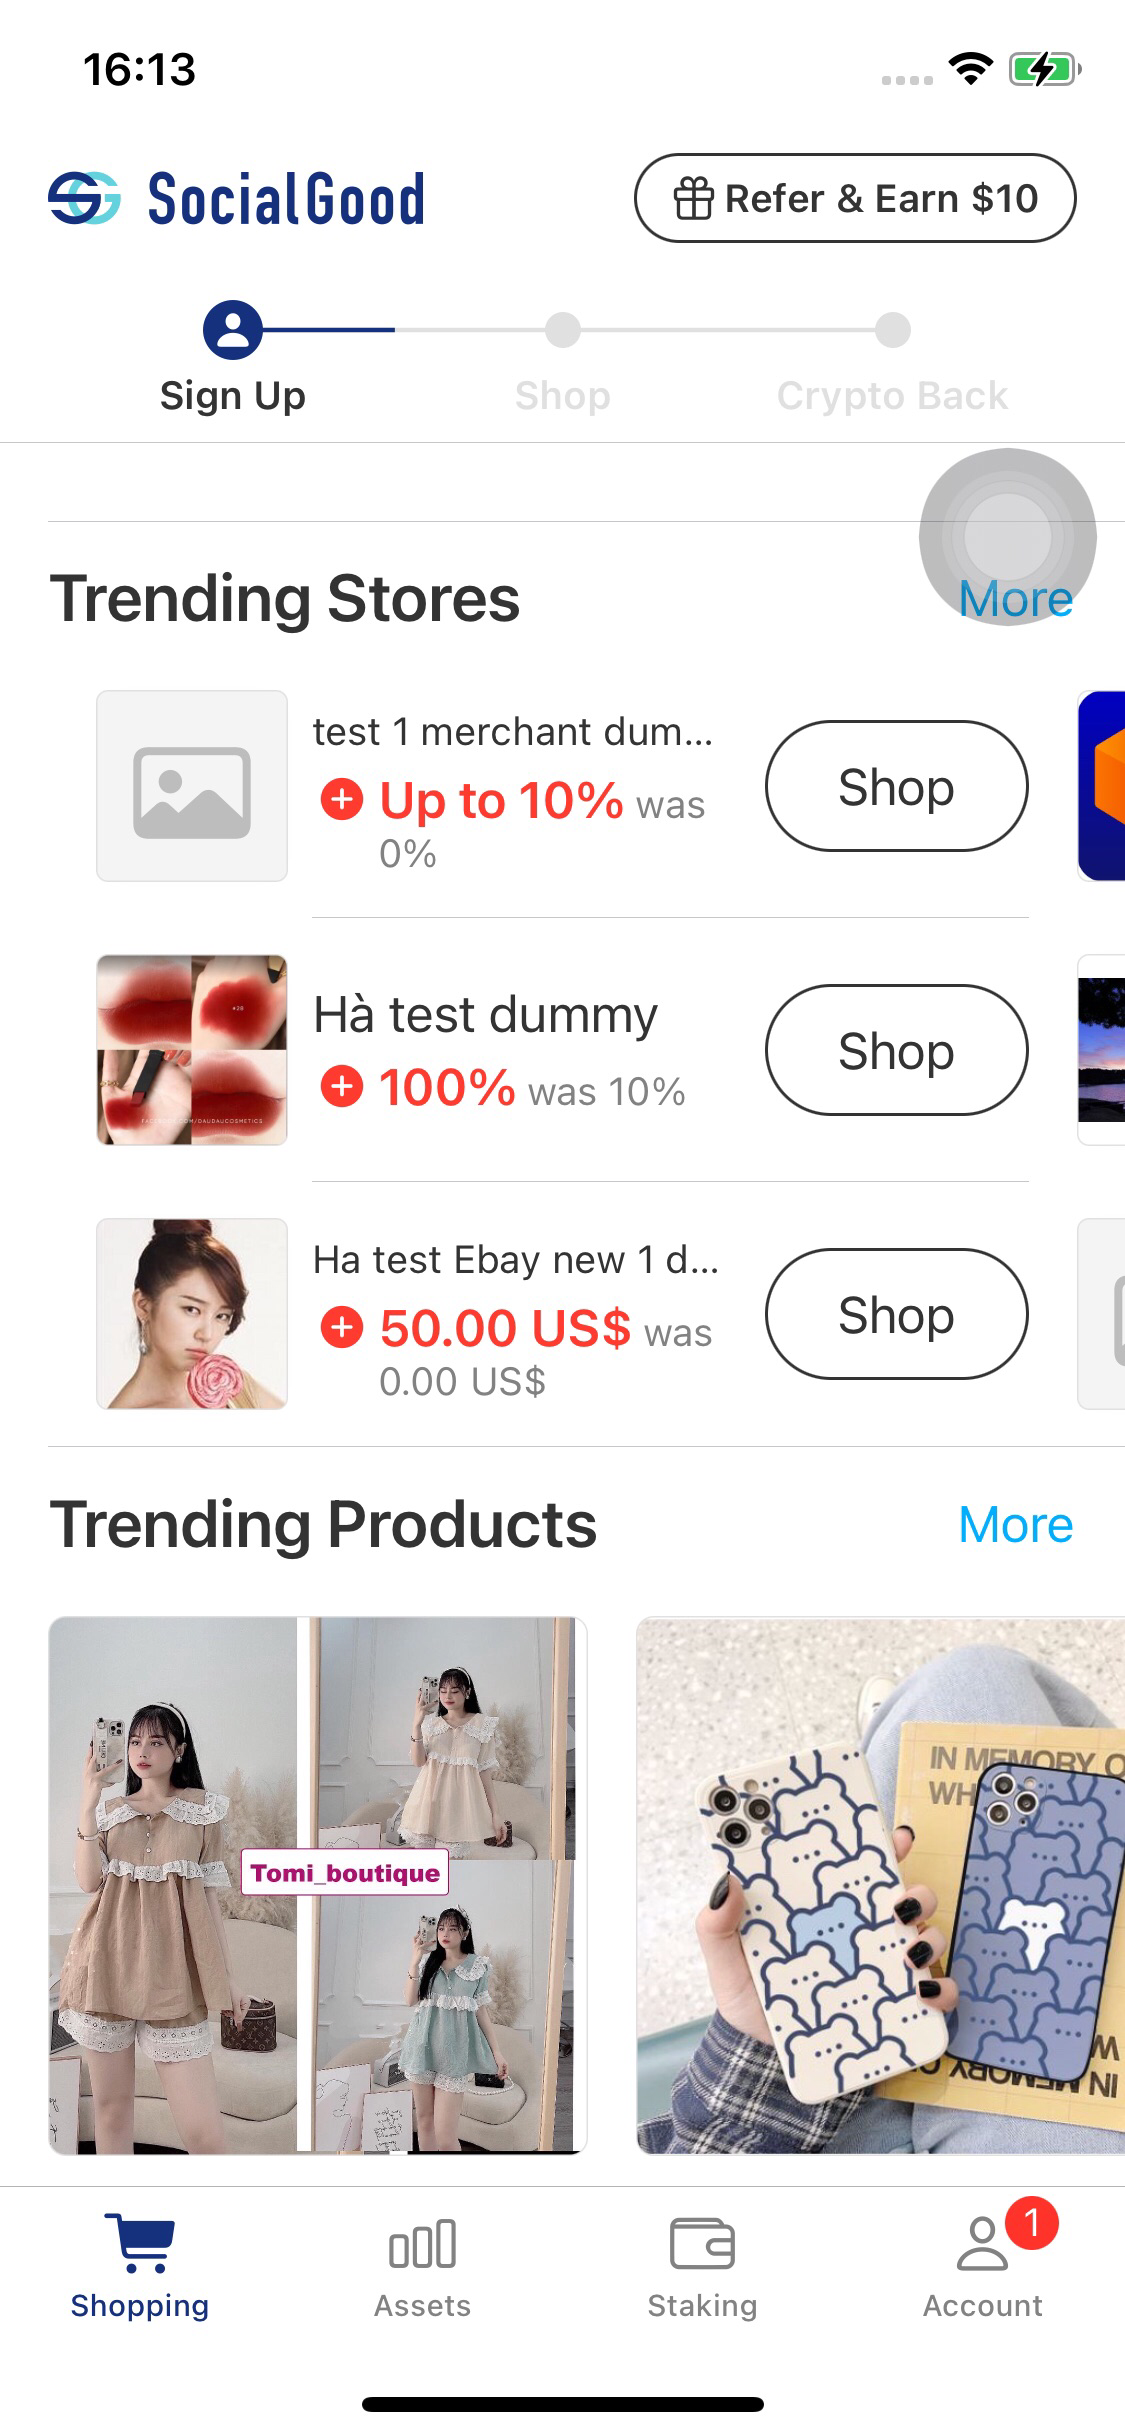 16:13
SocialGood
Refer & Earn $10
Sign Up
Shop
Crypto Back
Trending Stores
More
test 1 merchant dum...
Up to 10% was
0%
Shop
Hà test dummy
100% was 10%
Shop
Ha test Ebay new 1 d...
50.00 US$ was
0.00 US$
Shop
Trending Products
More
Tomi_boutique
IN MEMORY O
WH
Shopping
Assets
Staking
Account
1